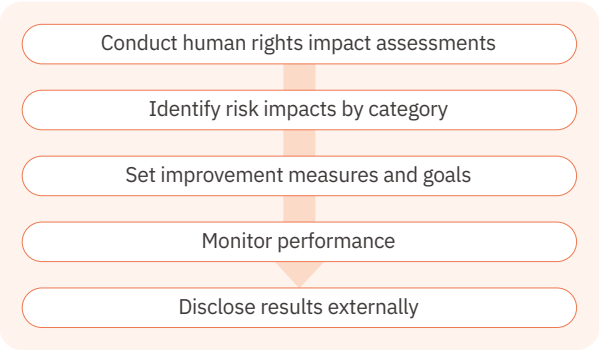 Conduct human rights impact assessments
Identify risk impacts by category
Set improvement measures and goals
Monitor performance
Disclose results externally